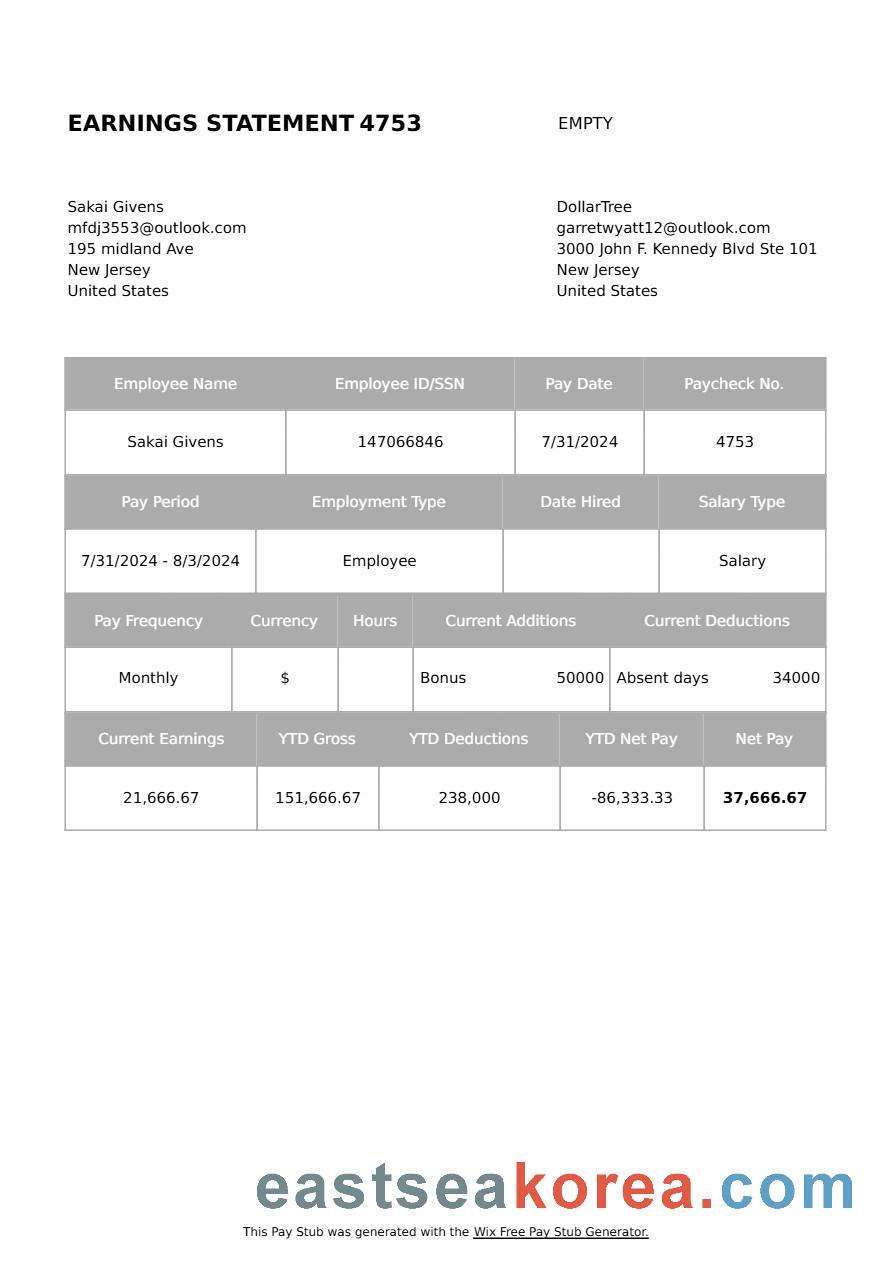 EARNINGS STATEMENT 4753
EMPTY
Sakai Givens
mfdj3553@outlook.com
195 midland Ave
New Jersey
United States
DollarTree
garretwyatt12@outlook.com
3000 John F. Kennedy Blvd Ste 101
New Jersey
United States
Employee Name Employee ID/SSN Pay Date Paycheck No.
Sakai Givens 147066846 7/31/2024 4753
Pay Period Employment Type Date Hired Salary Type
7/31/2024 - 8/3/2024 Employee Salary
Pay Frequency Currency Hours Current Additions Current Deductions
Monthly $ Bonus 50000 Absent days 34000
Current Earnings YTD Gross YTD Deductions YTD Net Pay Net Pay
21,666.67 151,666.67 238,000 -86,333.33 37,666.67
eastseakorea.com
This Pay Stub was generated with the Wix Free Pay Stub Generator.